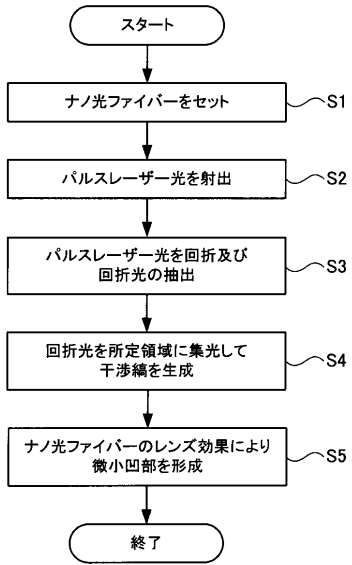 スタート
ナノ光ファイバーをセット
S1
パルスレーザー光を射出
S2
パルスレーザー光を回折及び
回折光の抽出
S3
回折光を所定領域に集光して
干渉縞を生成
S4
ナノ光ファイバーのレンズ効果により
微小凹部を形成
S5
終了